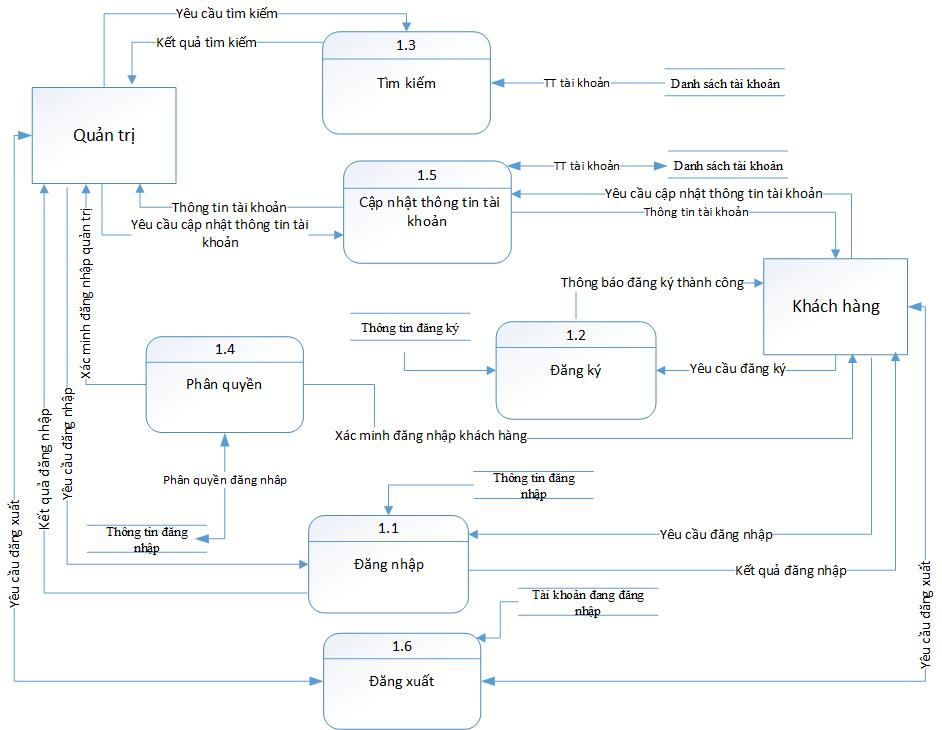 Yêu cầu tìm kiếm
Kết quả tìm kiếm
1.3
Tìm kiếm
TT tài khoản
Danh sách tài khoản
Quản trị
1.5
Cập nhật thông tin tài
khoản
TT tài khoản
Danh sách tài khoản
Yêu cầu cập nhật thông tin tài khoản
Thông tin tài khoản
Thông tin tài khoản
Yêu cầu cập nhật thông tin tài
khoản
Xác minh đăng nhập quản trị
Thông báo đăng ký thành công
Khách hàng
Thông tin đăng ký
1.2
Đăng ký
Yêu cầu đăng ký
1.4
Phân quyền
Xác minh đăng nhập khách hàng
Yêu cầu đăng nhập
Kết quả đăng nhập
Yêu cầu đăng xuất
Phân quyền đăng nhâp
Thông tin đăng
nhập
Thông tin đăng
nhập
1.1
Đăng nhập
Yêu cầu đăng nhập
Kết quả đăng nhập
Tài khoản đang đăng
nhập
1.6
Đăng xuất
Yêu cầu đăng xuất